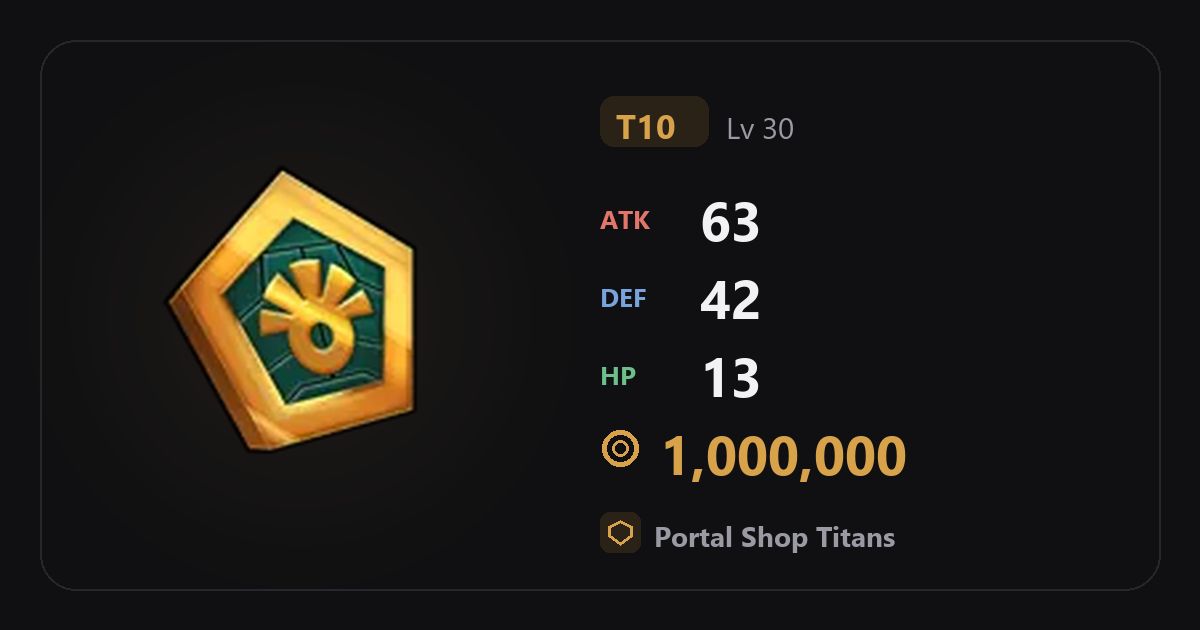 T10 Lv 30
ATK 63
DEF 42
HP 13
1,000,000
Portal Shop Titans